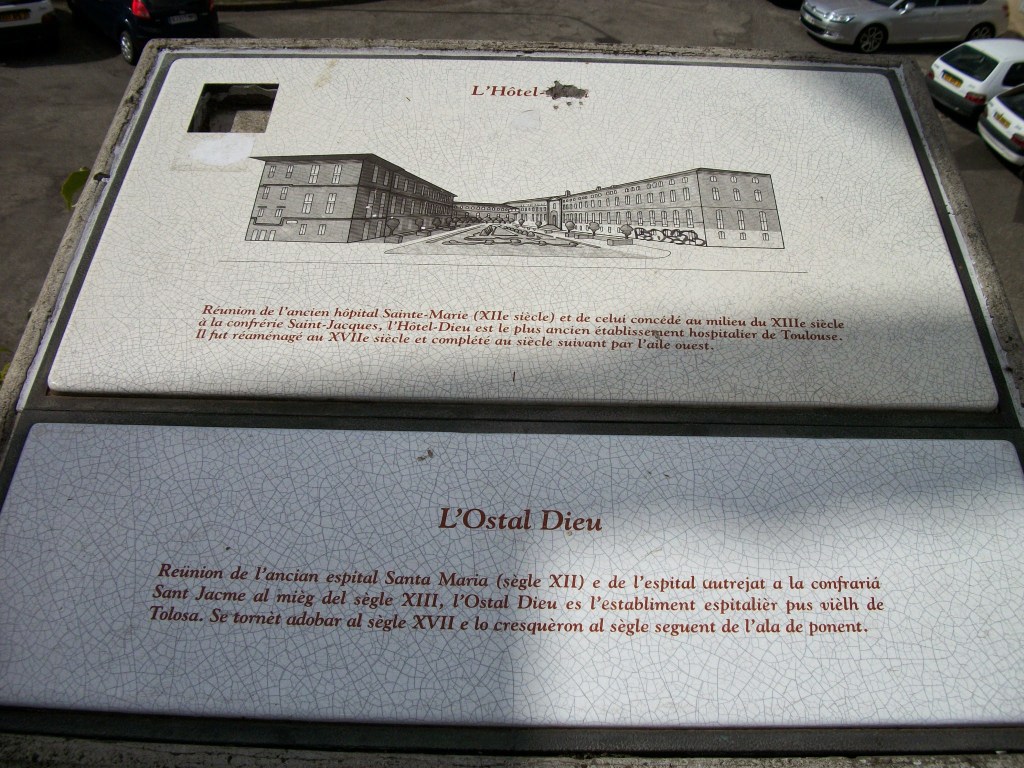 L'Hôtel-
Réunion de l'ancien hôpital Sainte-Marie (XIIe siècle) et de celui concédé au milieu du XIIIe siècle
à la confrérie Saint-Jacques, l'Hôtel-Dieu est le plus ancien établissement hospitalier de Toulouse.
Il fut réaménagé au XVIIe siècle et complété au siècle suivant par l'aile ouest.
L'Ostal Dieu
Reünion de l'ancian espital Santa Maria (sègle XII) e de l'espital autrejat a la confrariá
Sant Jacme al mièg del sègle XIII, l'Ostal Dieu es l'establiment espitalièr pus vièlh de
Tolosa. Se tornèt adobar al sègle XVII e lo cresquèron al sègle seguent de l'ala de ponent.